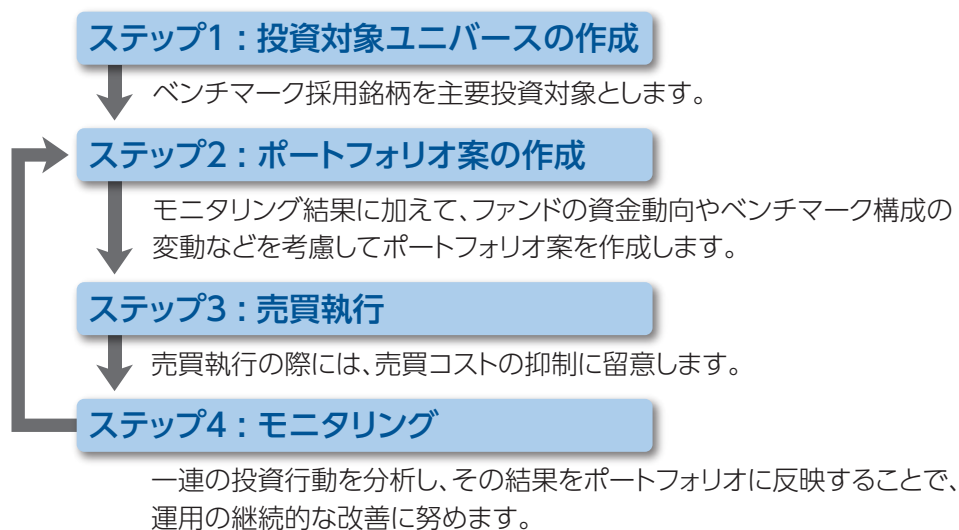 ステップ1：投資対象ユニバースの作成
ベンチマーク採用銘柄を主要投資対象とします。
ステップ2：ポートフォリオ案の作成
モニタリング結果に加えて、ファンドの資金動向やベンチマーク構成の
変動などを考慮してポートフォリオ案を作成します。
ステップ3：売買執行
売買執行の際には、売買コストの抑制に留意します。
ステップ4：モニタリング
一連の投資行動を分析し、その結果をポートフォリオに反映することで、
運用の継続的な改善に努めます。